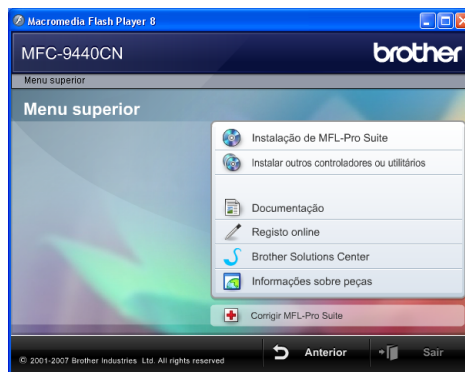 Macromedia Flash Player 8
MFC-9440CN
brother
Menu superior
Menu superior
Instalação de MFL-Pro Suite
Instalar outros controladores ou utilitários
Documentação
Registo online
Brother Solutions Center
Informações sobre peças
Corrigir MFL-Pro Suite
© 2001-2007 Brother Industries Ltd. All rights reserved
Anterior
Sair